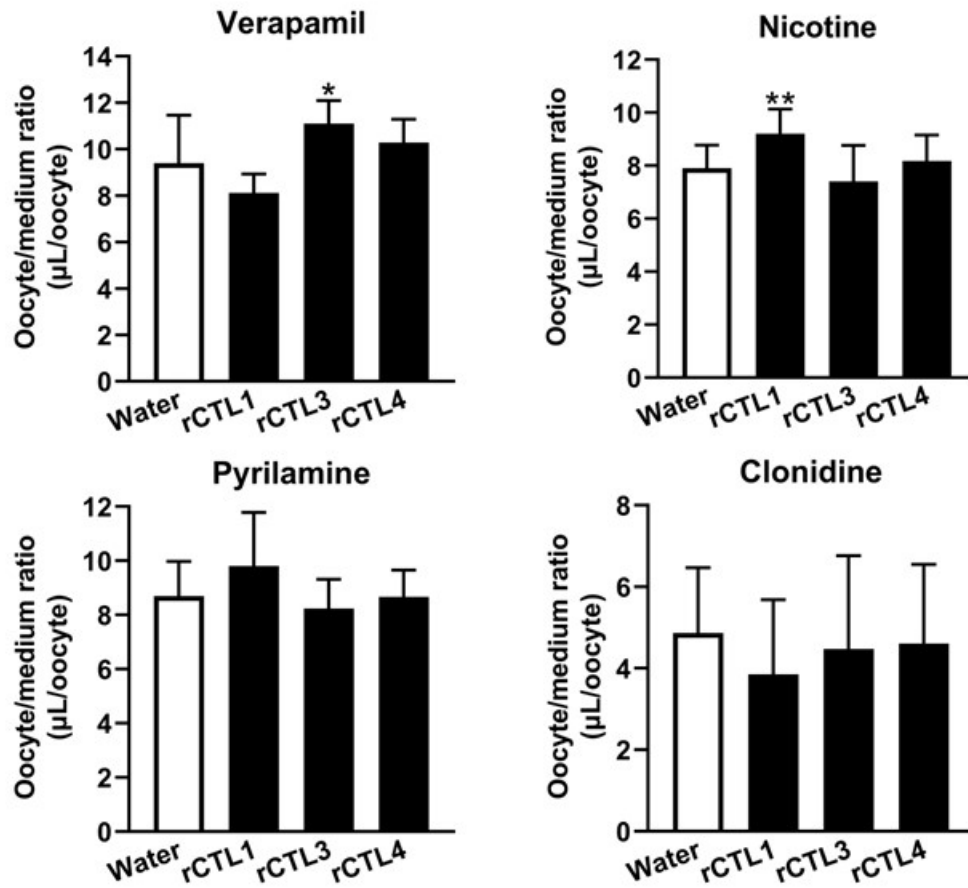 Verapamil
Oocyte/medium ratio
(µL/oocyte)
14
12
10
8
6
4
2
0
*
Water
rCTL1
rCTL3
rCTL4
Nicotine
Oocyte/medium ratio
(µL/oocyte)
12
10
8
6
4
2
0
**
Water
rCTL1
rCTL3
rCTL4
Pyrilamine
Oocyte/medium ratio
(µL/oocyte)
12
10
8
6
4
2
0
Water
rCTL1
rCTL3
rCTL4
Clonidine
Oocyte/medium ratio
(µL/oocyte)
8
6
4
2
0
Water
rCTL1
rCTL3
rCTL4